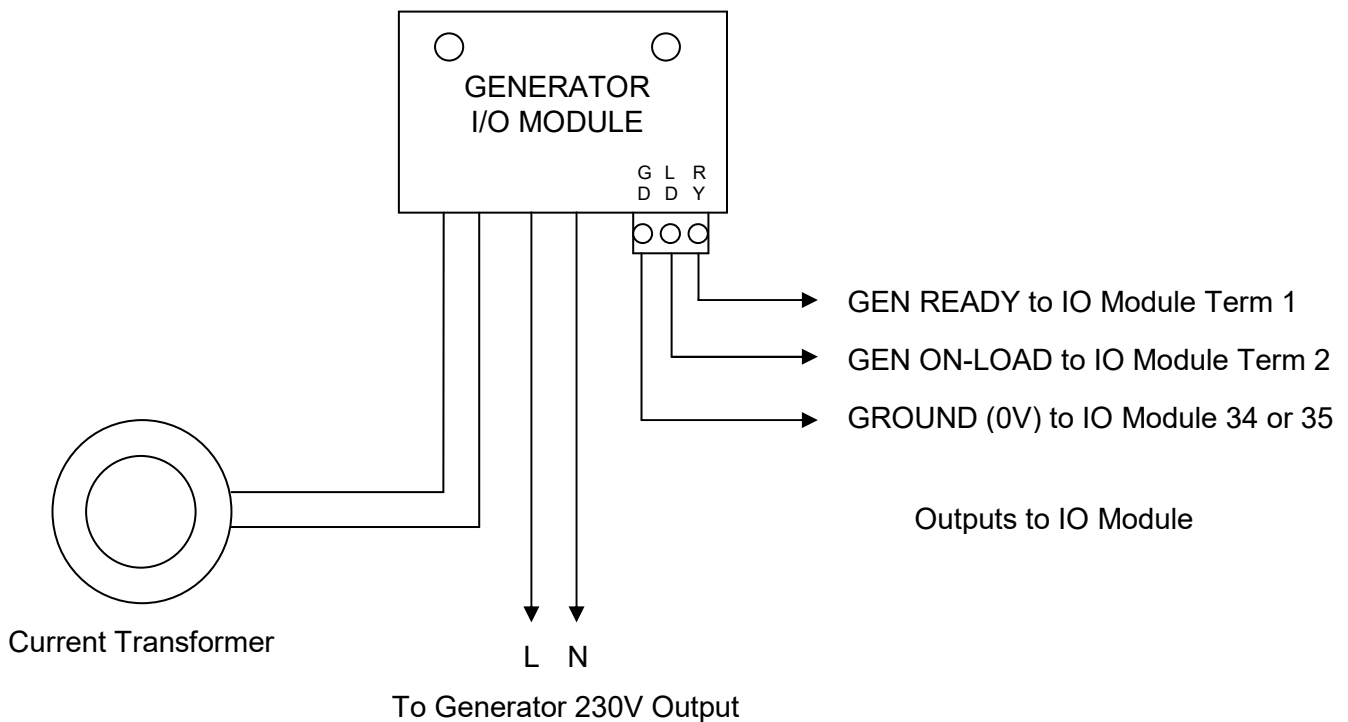 GENERATOR
I/O MODULE
G L R
D D Y
GEN READY to IO Module Term 1
GEN ON-LOAD to IO Module Term 2
GROUND (0V) to IO Module 34 or 35
Outputs to IO Module
Current Transformer
L N
To Generator 230V Output